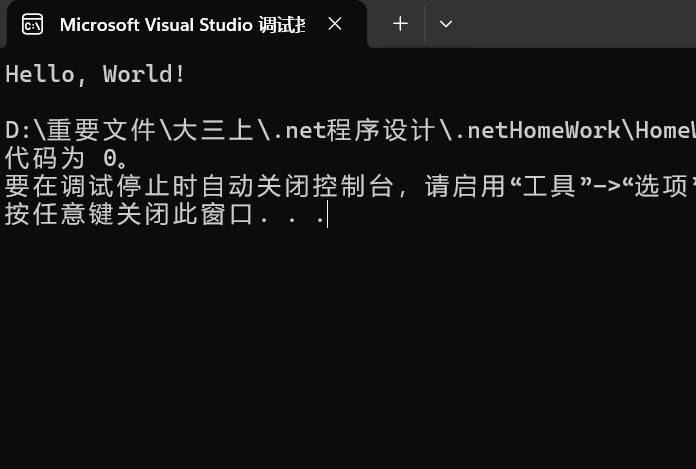 Microsoft Visual Studio 调试
Hello, World!
D:\重要文件\大三上\.net程序设计\.netHomeWork\Home
代码为 0。
要在调试停止时自动关闭控制台，请启用“工具”->“选项”
按任意键关闭此窗口. . .